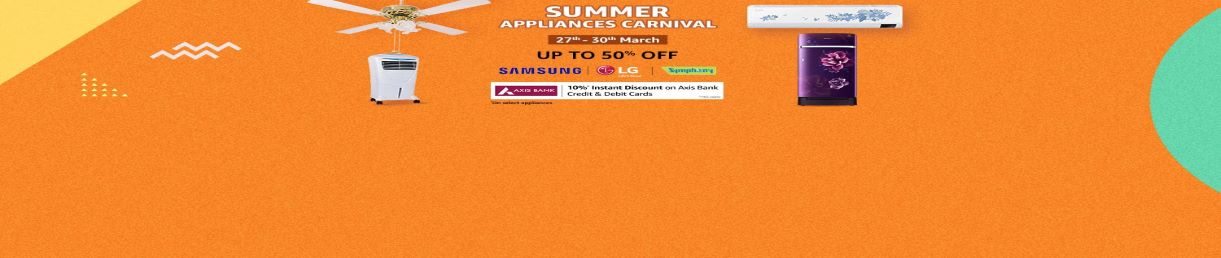 SUMMER
APPLIANCES CARNIVAL
27th - 30th March
UP TO 50% OFF
SAMSUNG | LG | Symphony
AXIS BANK | 10%* Instant Discount on Axis Bank
Credit & Debit Cards
*On select appliances